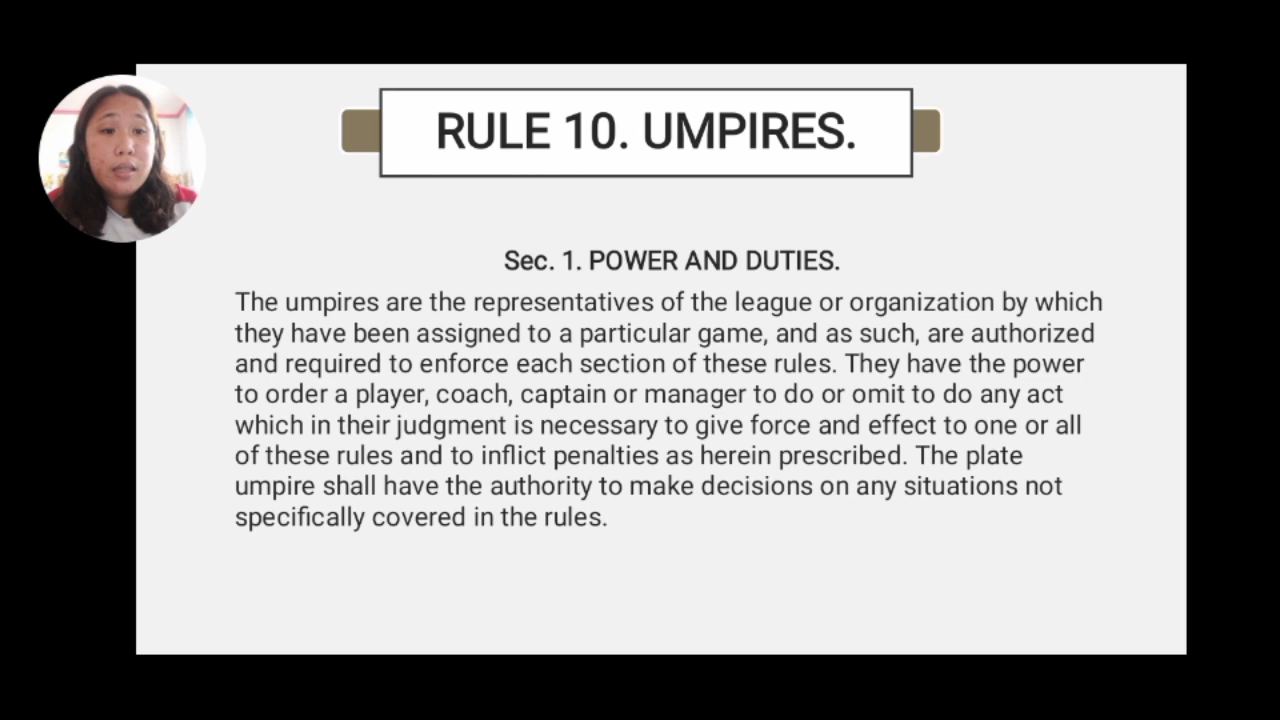 RULE 10. UMPIRES.
Sec. 1. POWER AND DUTIES.
The umpires are the representatives of the league or organization by which
they have been assigned to a particular game, and as such, are authorized
and required to enforce each section of these rules. They have the power
to order a player, coach, captain or manager to do or omit to do any act
which in their judgment is necessary to give force and effect to one or all
of these rules and to inflict penalties as herein prescribed. The plate
umpire shall have the authority to make decisions on any situations not
specifically covered in the rules.